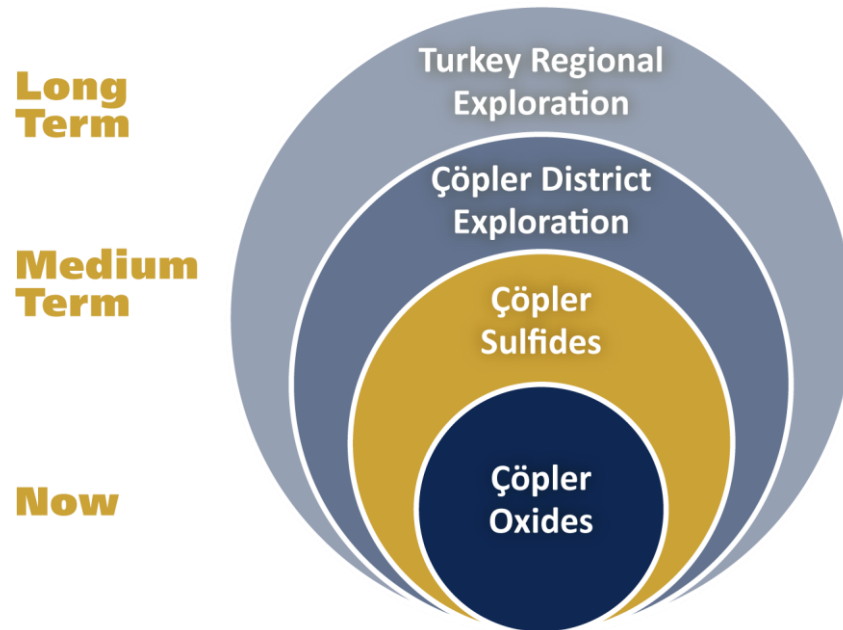 Long
Term
Turkey Regional
Exploration
Çöpler District
Exploration
Medium
Term
Çöpler
Sulfides
Now
Çöpler
Oxides